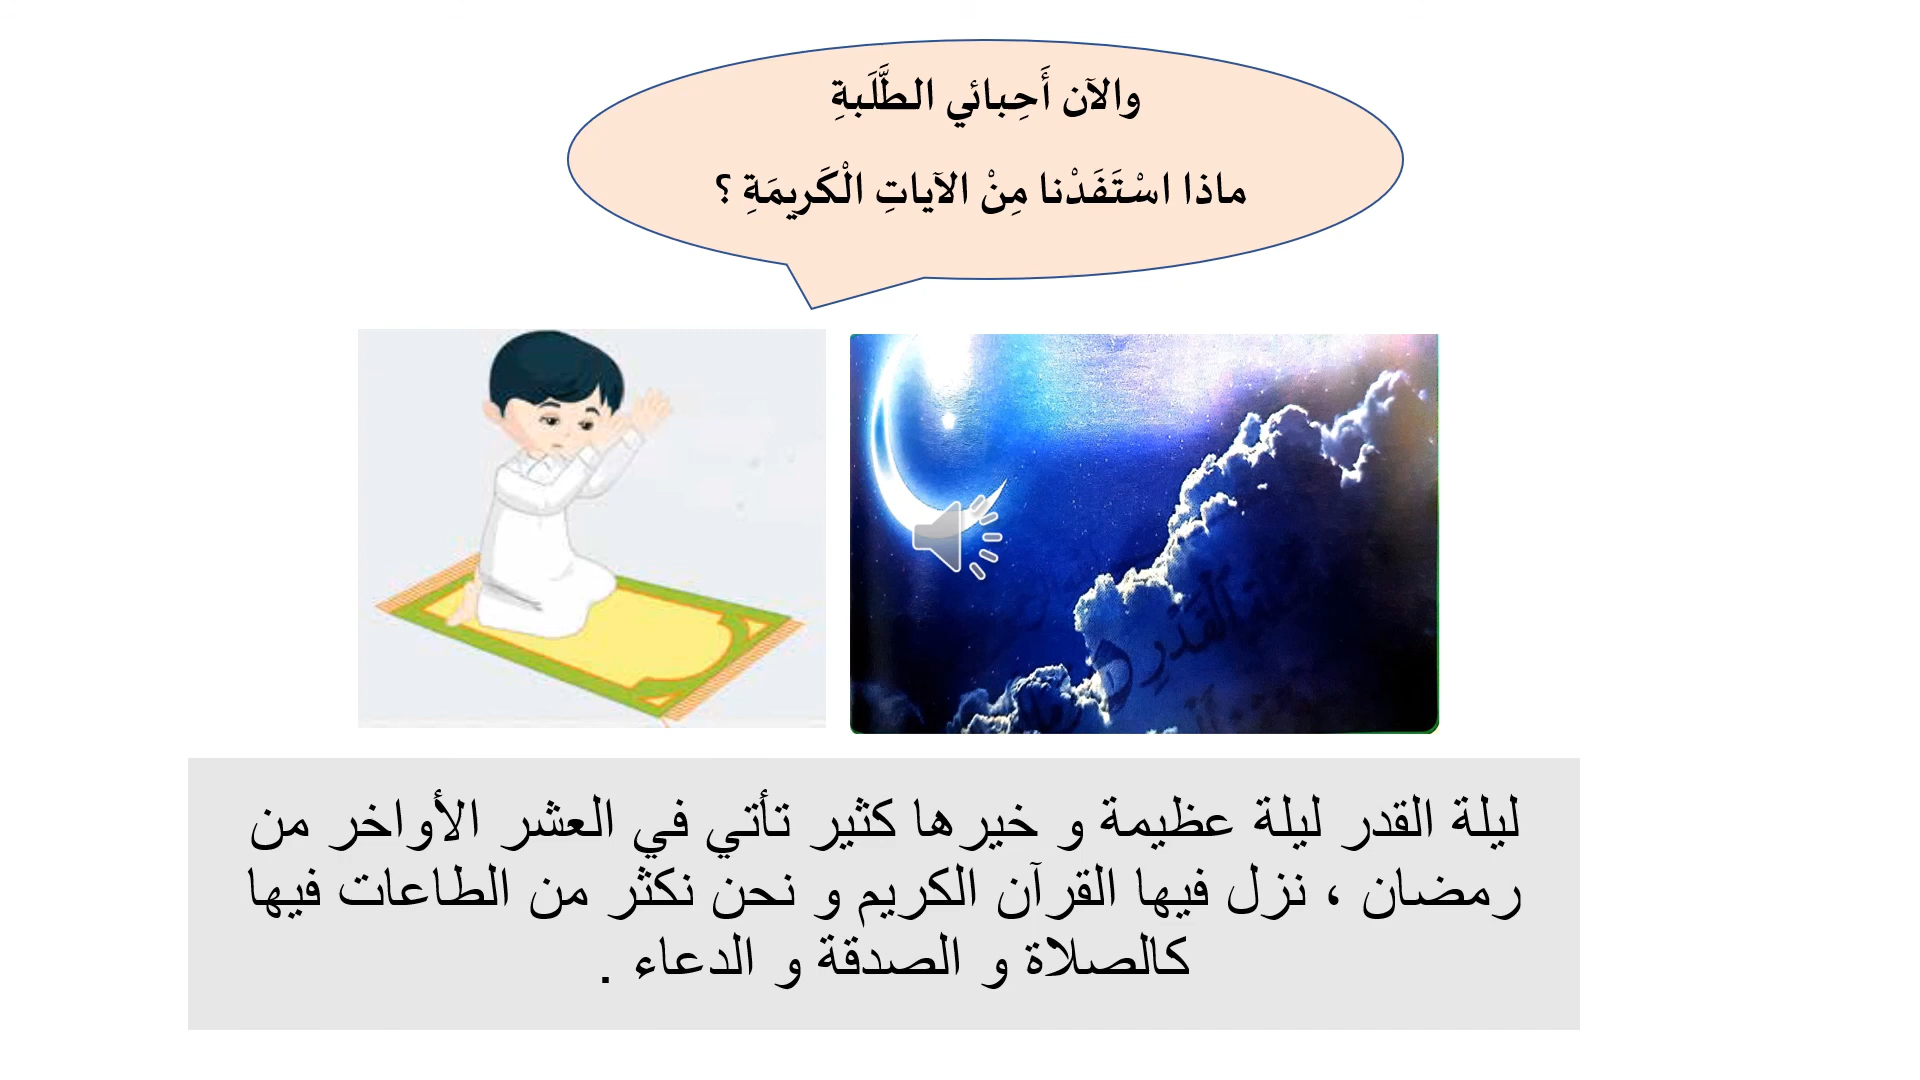 والآن أَحِبائي الطَّلَبةِ
ماذا اسْتَفَدْنا مِنْ الآياتِ الْكَريمَةِ ؟
الْقَدْرِ
ليلة القدر ليلة عظيمة و خيرها كثير تأتي في العشر الأواخر من
رمضان ، نزل فيها القرآن الكريم و نحن نكثر من الطاعات فيها
كالصلاة و الصدقة و الدعاء .